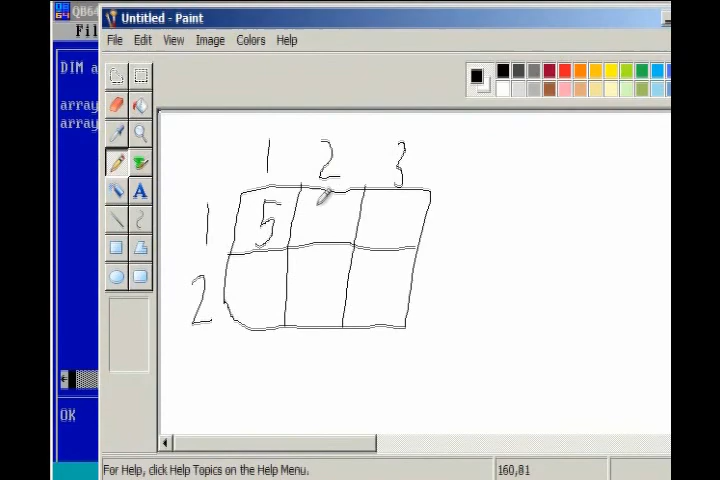 QB64
Untitled - Paint
Fil
File Edit View Image Colors Help
DIM a
array
array
A
1 2 3
1 5
2
OK
For Help, click Help Topics on the Help Menu.
160,81